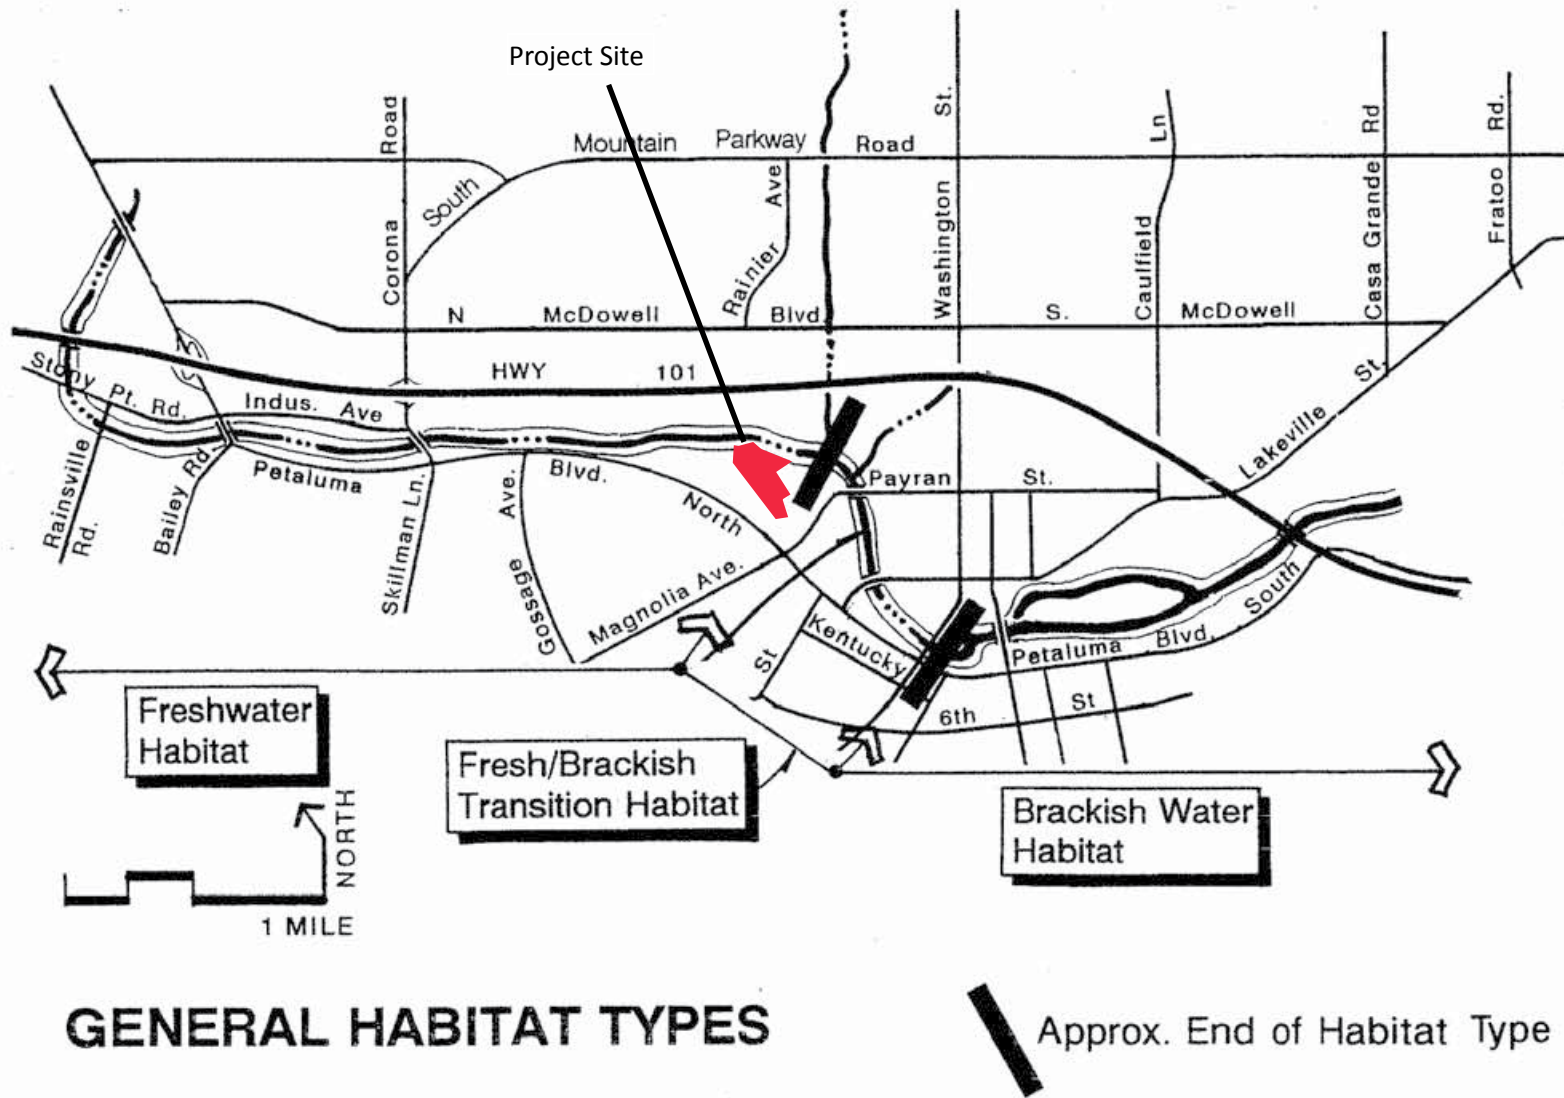 Project Site
Mountain Parkway Road
South
Corona Road
Rainier Ave
Washington St.
Caulfield Ln
Casa Grande Rd
Fratoo Rd.
N McDowell Blvd. S. McDowell
HWY 101
Stony Pt. Rd.
Indus. Ave
Lakeville St.
Rainsville
Rd.
Bailey Rd.
Petaluma Blvd. North
Skillman Ln.
Gossage Ave.
Magnolia Ave.
Payran St.
Kentucky
St
Petaluma Blvd. South
6th St
Freshwater
Habitat
Fresh/Brackish
Transition Habitat
Brackish Water
Habitat
NORTH
1 MILE
GENERAL HABITAT TYPES
Approx. End of Habitat Type